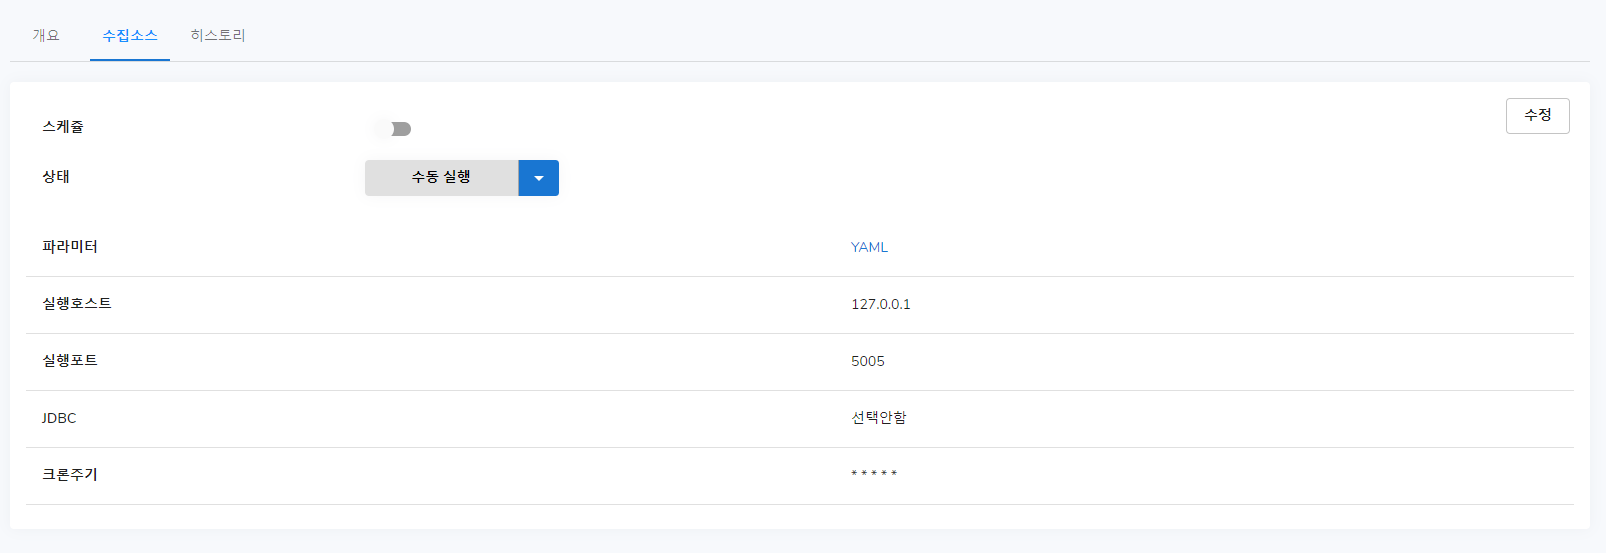 개요 수집소스 히스토리
수정
스케쥴
상태 수동 실행
파라미터 YAML
실행호스트 127.0.0.1
실행포트 5005
JDBC 선택안함
크론주기 * * * * *